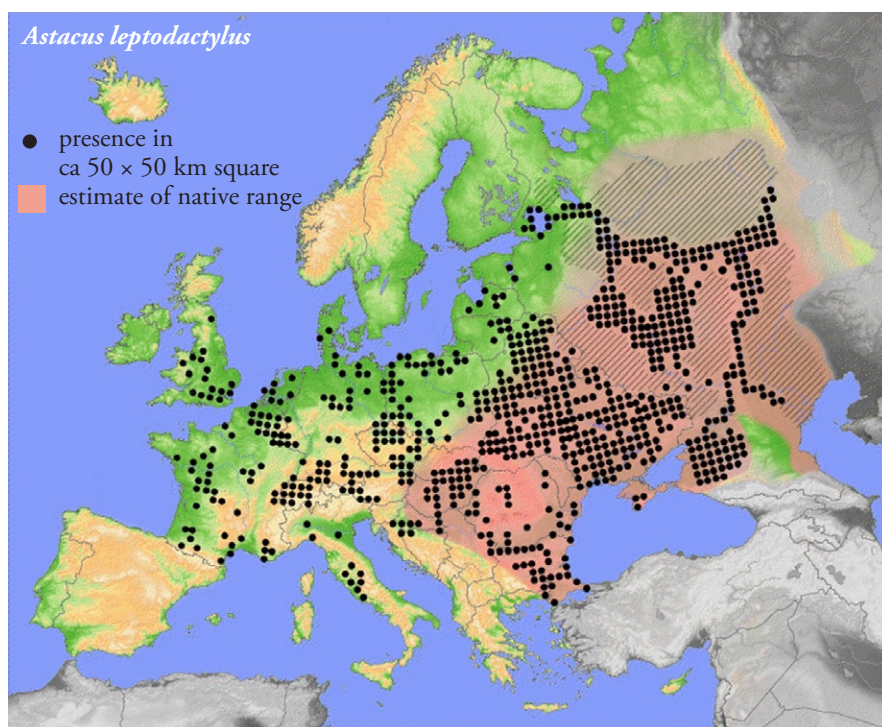 Astacus leptodactylus
presence in
ca 50 × 50 km square
estimate of native range